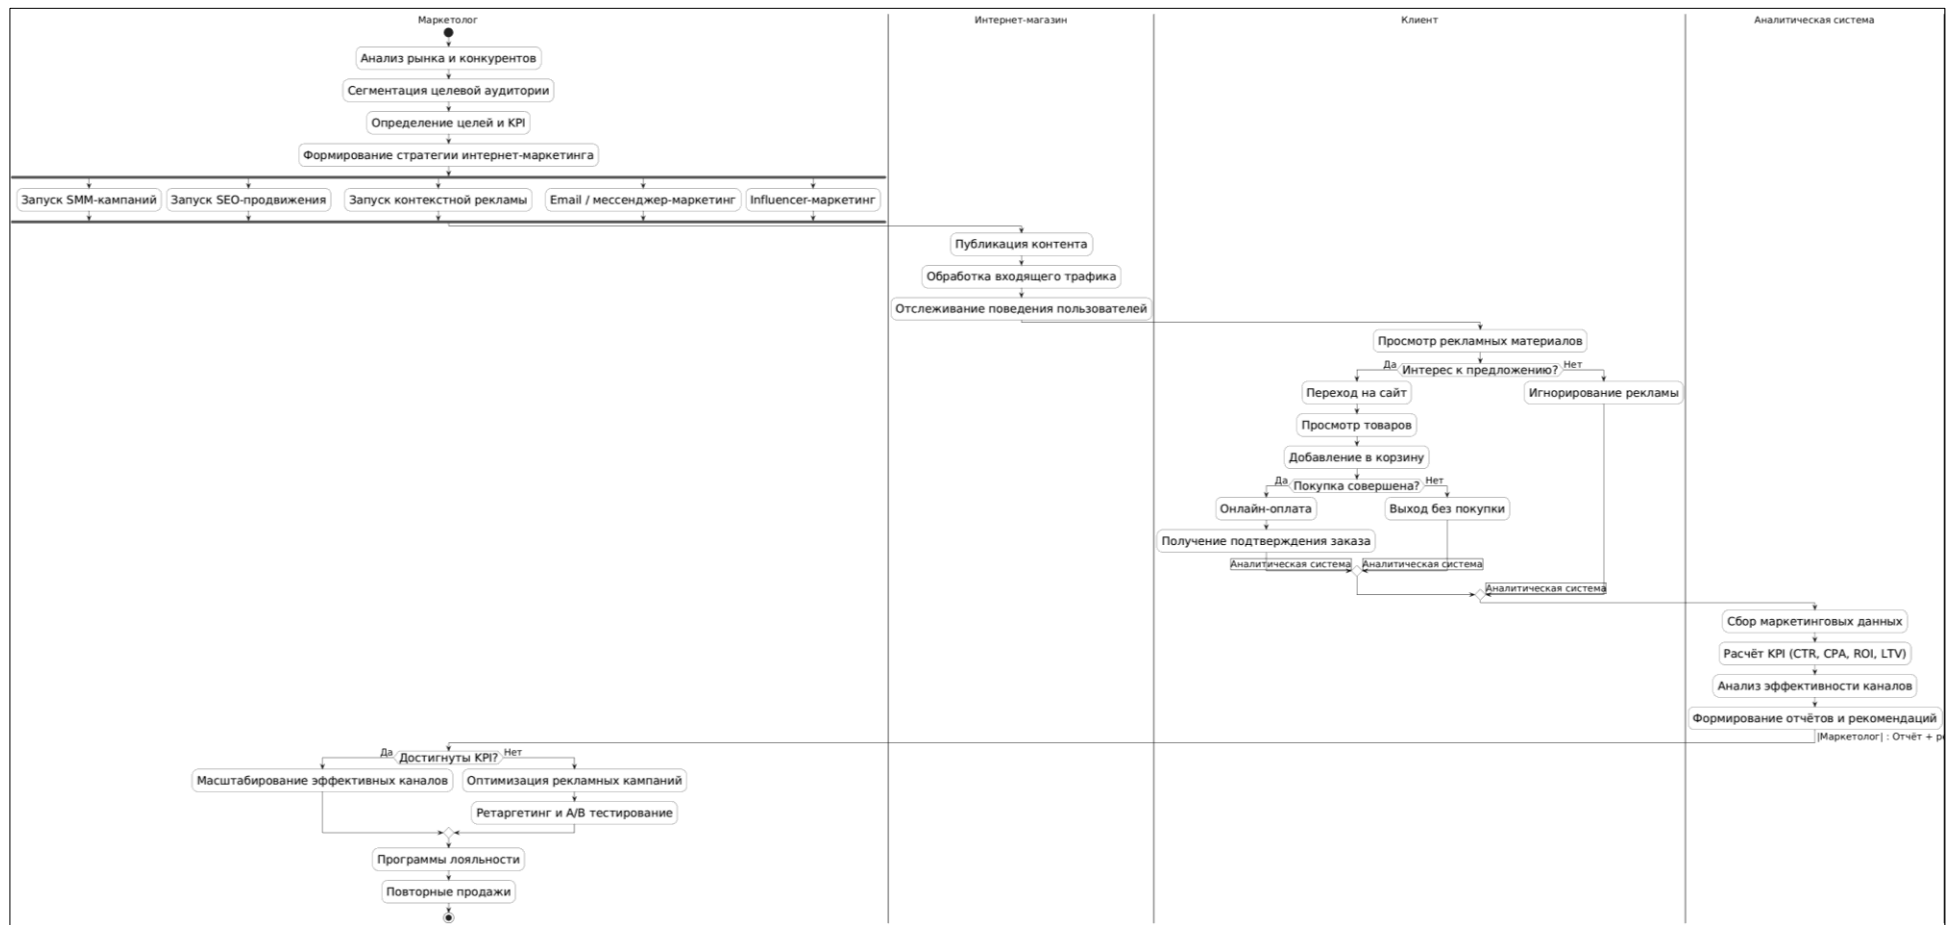 Маркетолог
Интернет-магазин
Клиент
Аналитическая система
Анализ рынка и конкурентов
Сегментация целевой аудитории
Определение целей и KPI
Формирование стратегии интернет-маркетинга
Запуск SMM-кампаний
Запуск SEO-продвижения
Запуск контекстной рекламы
Email / мессенджер-маркетинг
Influencer-маркетинг
Публикация контента
Обработка входящего трафика
Отслеживание поведения пользователей
Просмотр рекламных материалов
Да
Интерес к предложению?
Нет
Переход на сайт
Игнорирование рекламы
Просмотр товаров
Добавление в корзину
Да
Покупка совершена?
Нет
Онлайн-оплата
Выход без покупки
Получение подтверждения заказа
Аналитическая система
Аналитическая система
Аналитическая система
Сбор маркетинговых данных
Расчёт KPI (CTR, CPA, ROI, LTV)
Анализ эффективности каналов
Формирование отчётов и рекомендаций
|Маркетолог| : Отчёт +
Да
Достигнуты KPI?
Нет
Масштабирование эффективных каналов
Оптимизация рекламных кампаний
Ретаргетинг и A/B тестирование
Программы лояльности
Повторные продажи